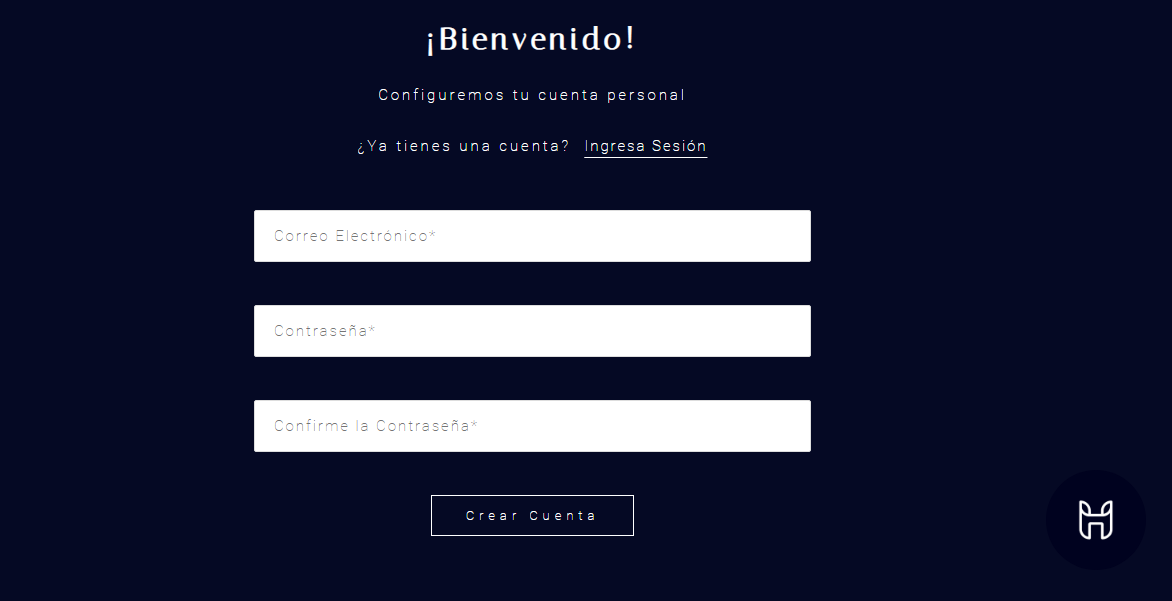 ¡Bienvenido!
Configuremos tu cuenta personal
¿Ya tienes una cuenta? Ingresa Sesión
Correo Electrónico*
Contraseña*
Confirme la Contraseña*
Crear Cuenta